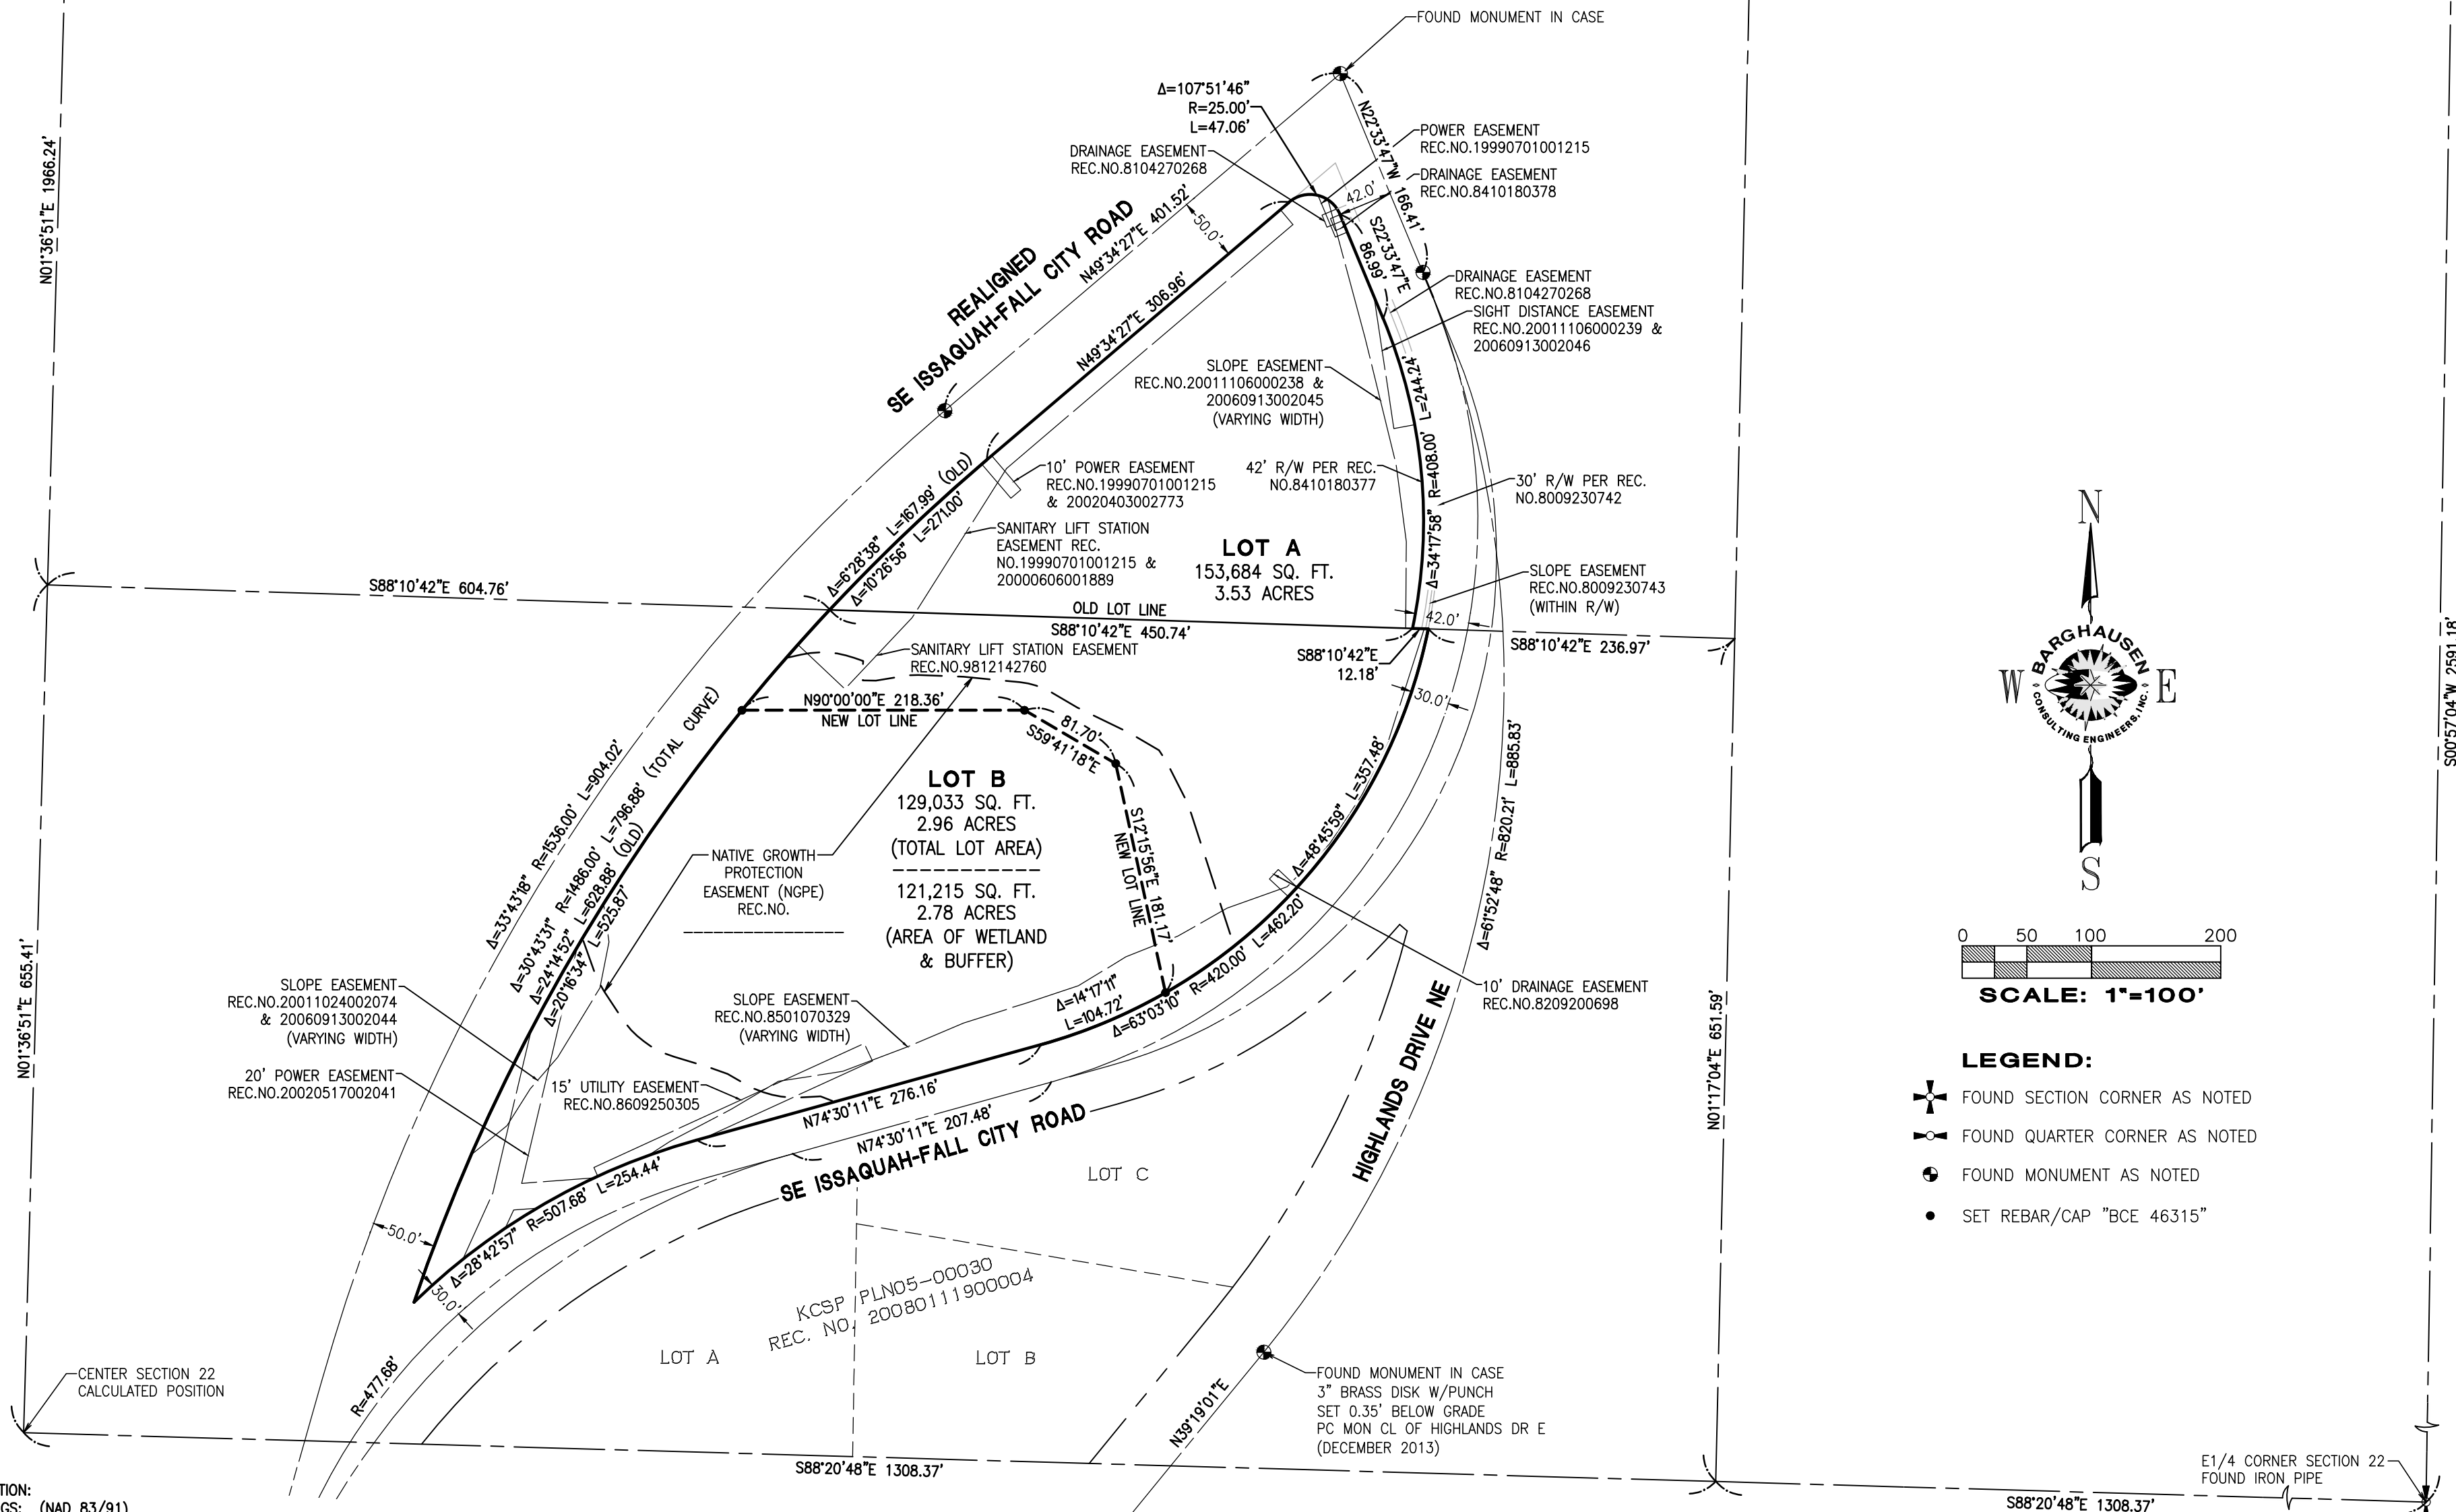 FOUND MONUMENT IN CASE
Δ=107°51'46"
R=25.00'
L=47.06'
DRAINAGE EASEMENT
REC.NO.8104270268
N22°33'47"W 166.41'
POWER EASEMENT
REC.NO.19990701001215
DRAINAGE EASEMENT
REC.NO.8410180378
42.0'
S22°33'47"E
86.99'
N01°36'51"E 1966.24'
REALIGNED
SE ISSAQUAH-FALL CITY ROAD
N49°34'27"E 401.52'
50.0'
N49°34'27"E 306.96'
DRAINAGE EASEMENT
REC.NO.8104270268
SIGHT DISTANCE EASEMENT
REC.NO.20011106000239 &
20060913002046
SLOPE EASEMENT
REC.NO.20011106000238 &
20060913002045
(VARYING WIDTH)
Δ=34°17'58" R=408.00' L=244.24'
10' POWER EASEMENT
REC.NO.19990701001215
& 20020403002773
42' R/W PER REC.
NO.8410180377
30' R/W PER REC.
NO.8009230742
Δ=6°28'38" L=167.99' (OLD)
Δ=10°26'56" L=271.00'
SANITARY LIFT STATION
EASEMENT REC.
NO.19990701001215 &
20000606001889
LOT A
153,684 SQ. FT.
3.53 ACRES
SLOPE EASEMENT
REC.NO.8009230743
(WITHIN R/W)
S88°10'42"E 604.76'
OLD LOT LINE
S88°10'42"E 450.74'
42.0'
S88°10'42"E 236.97'
S88°10'42"E
12.18'
SANITARY LIFT STATION EASEMENT
REC.NO.9812142760
30.0'
N90°00'00"E 218.36'
NEW LOT LINE
81.70'
S59°41'18"E
S12°15'56"E 181.17'
NEW LOT LINE
LOT B
129,033 SQ. FT.
2.96 ACRES
(TOTAL LOT AREA)
121,215 SQ. FT.
2.78 ACRES
(AREA OF WETLAND
& BUFFER)
NATIVE GROWTH
PROTECTION
EASEMENT (NGPE)
REC.NO.
Δ=33°43'18" R=1536.00' L=904.02'
Δ=30°43'31" R=1486.00' L=796.88' (TOTAL CURVE)
Δ=24°14'52" L=628.88' (OLD)
Δ=20°16'34" L=525.87'
Δ=48°45'59" L=357.48'
Δ=14°17'11"
L=104.72'
Δ=63°03'10" R=420.00' L=462.20'
Δ=61°52'48" R=820.21' L=885.83'
N01°36'51"E 655.41'
SLOPE EASEMENT
REC.NO.20011024002074
& 20060913002044
(VARYING WIDTH)
20' POWER EASEMENT
REC.NO.20020517002041
SLOPE EASEMENT
REC.NO.8501070329
(VARYING WIDTH)
15' UTILITY EASEMENT
REC.NO.8609250305
10' DRAINAGE EASEMENT
REC.NO.8209200698
N74°30'11"E 276.16'
N74°30'11"E 207.48'
SE ISSAQUAH-FALL CITY ROAD
HIGHLANDS DRIVE NE
Δ=28°42'57" R=507.68' L=254.44'
50.0'
30.0'
R=477.68'
LOT C
KCSP PLN05-00030
REC. NO. 20080111900004
LOT A
LOT B
N01°17'04"E 651.59'
CENTER SECTION 22
CALCULATED POSITION
FOUND MONUMENT IN CASE
3" BRASS DISK W/PUNCH
SET 0.35' BELOW GRADE
PC MON CL OF HIGHLANDS DR E
(DECEMBER 2013)
N39°19'01"E
S88°20'48"E 1308.37'
S88°20'48"E 1308.37'
E1/4 CORNER SECTION 22
FOUND IRON PIPE
S00°57'04"W 2591.18'
N
W
E
S
BARGHAUSEN
CONSULTING ENGINEERS, INC.
0 50 100 200
SCALE: 1"=100'
LEGEND:
FOUND SECTION CORNER AS NOTED
FOUND QUARTER CORNER AS NOTED
FOUND MONUMENT AS NOTED
SET REBAR/CAP "BCE 46315"
TION:
GS: (NAD 83/91)